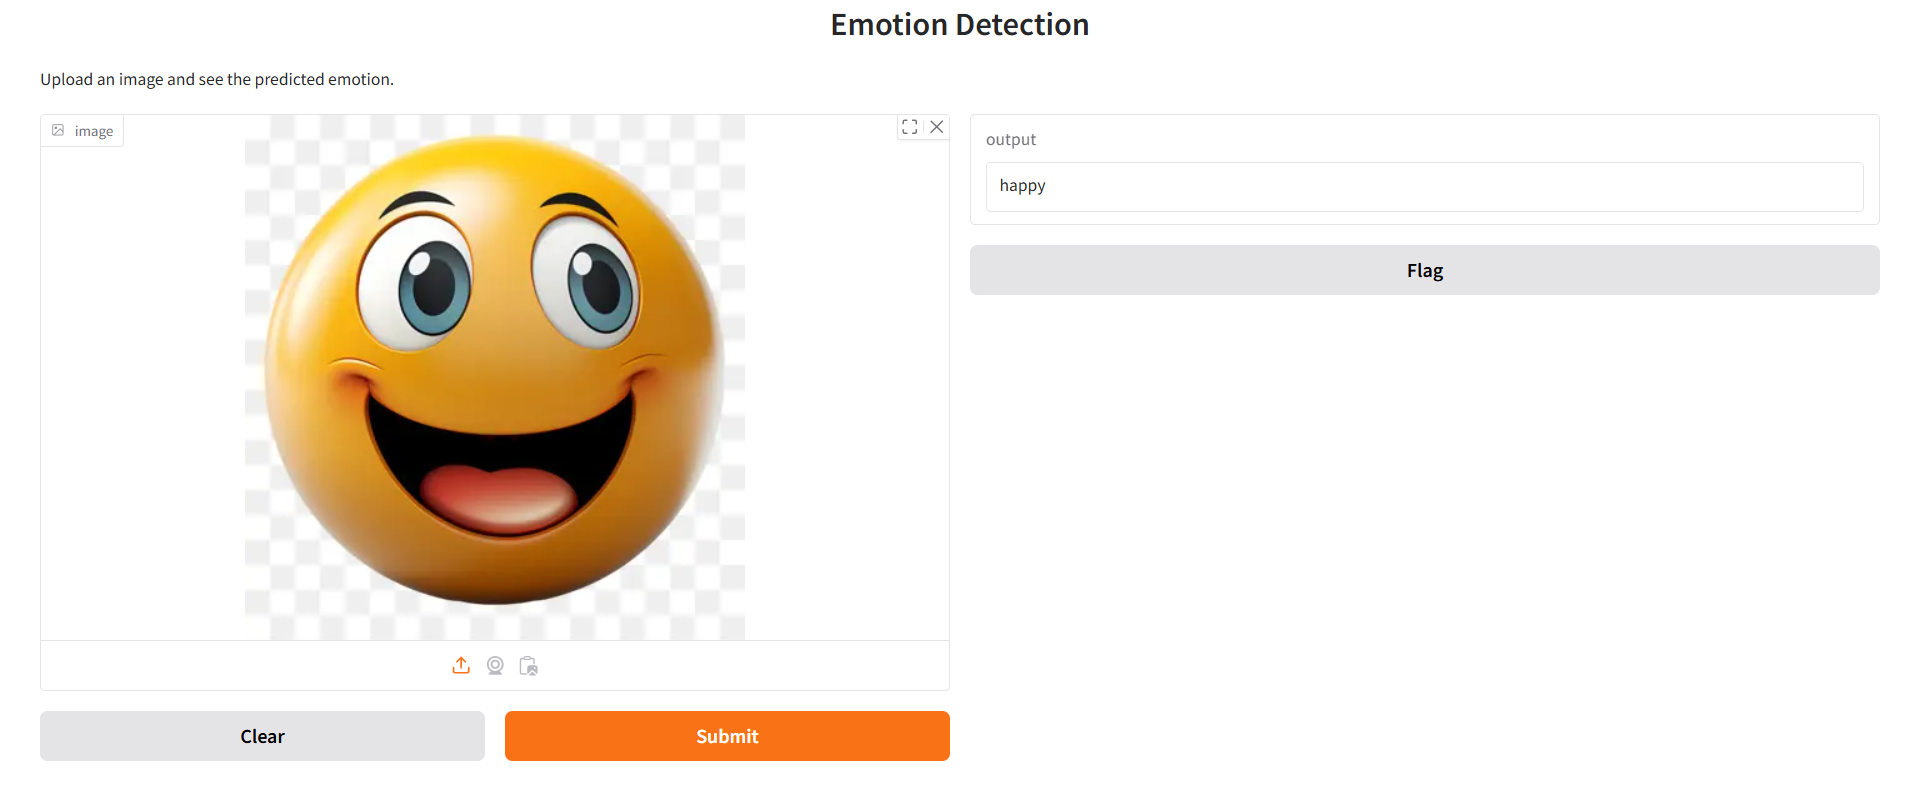 Emotion Detection
Upload an image and see the predicted emotion.
image
output
happy
Flag
Clear
Submit